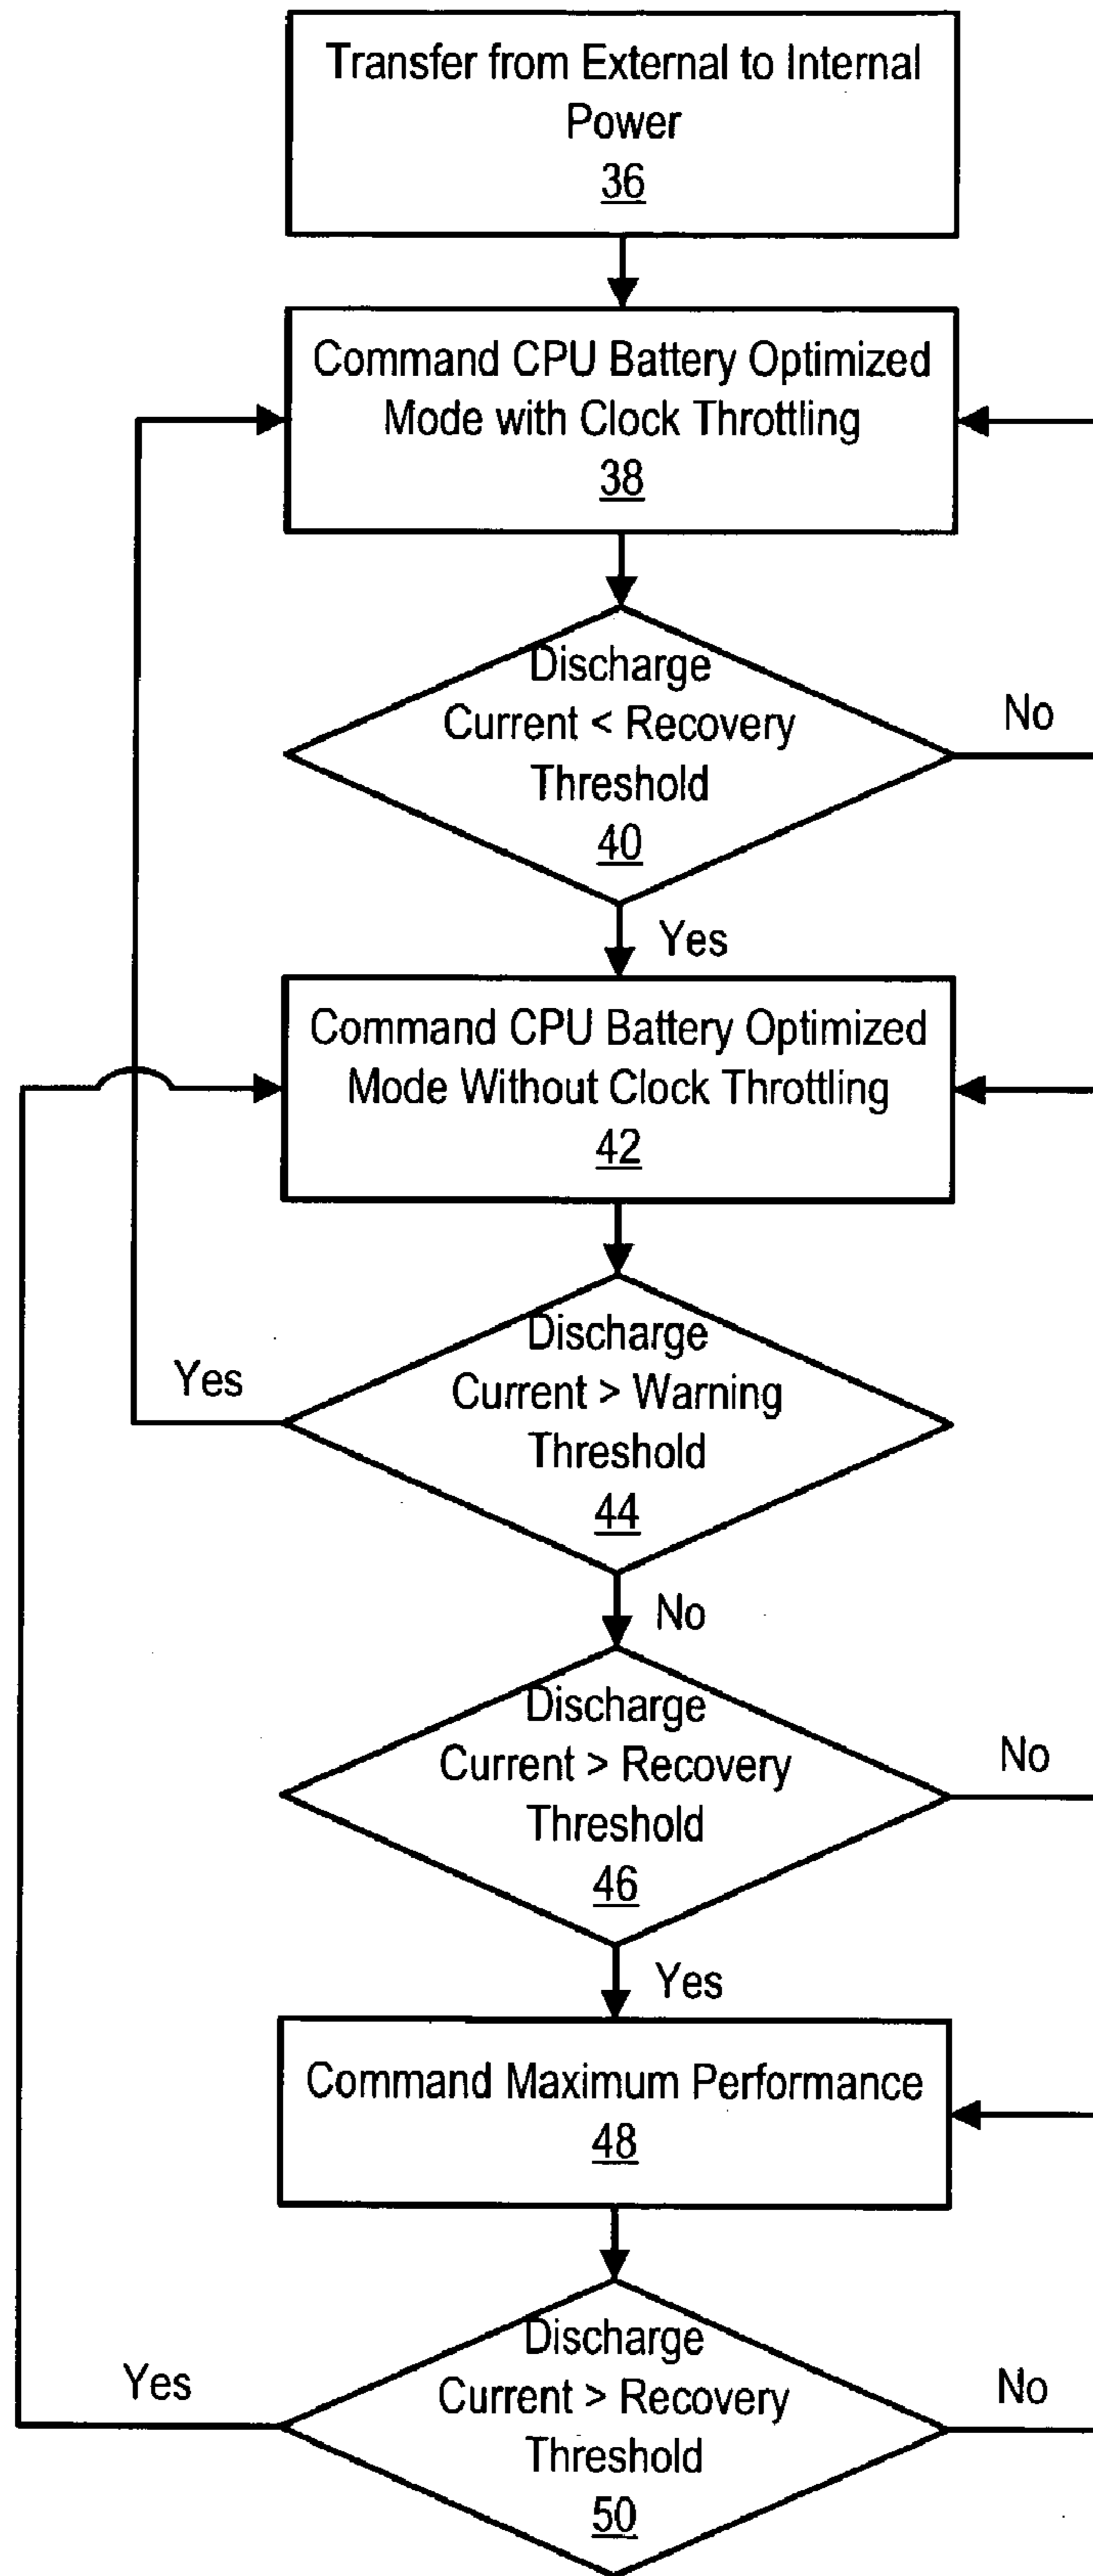 Transfer from External to Internal
Power
36
Command CPU Battery Optimized
Mode with Clock Throttling
38
Discharge
Current < Recovery
Threshold
40
No
Yes
Command CPU Battery Optimized
Mode Without Clock Throttling
42
Discharge
Current > Warning
Threshold
44
Yes
No
Discharge
Current > Recovery
Threshold
46
No
Yes
Command Maximum Performance
48
Discharge
Current > Recovery
Threshold
50
Yes
No